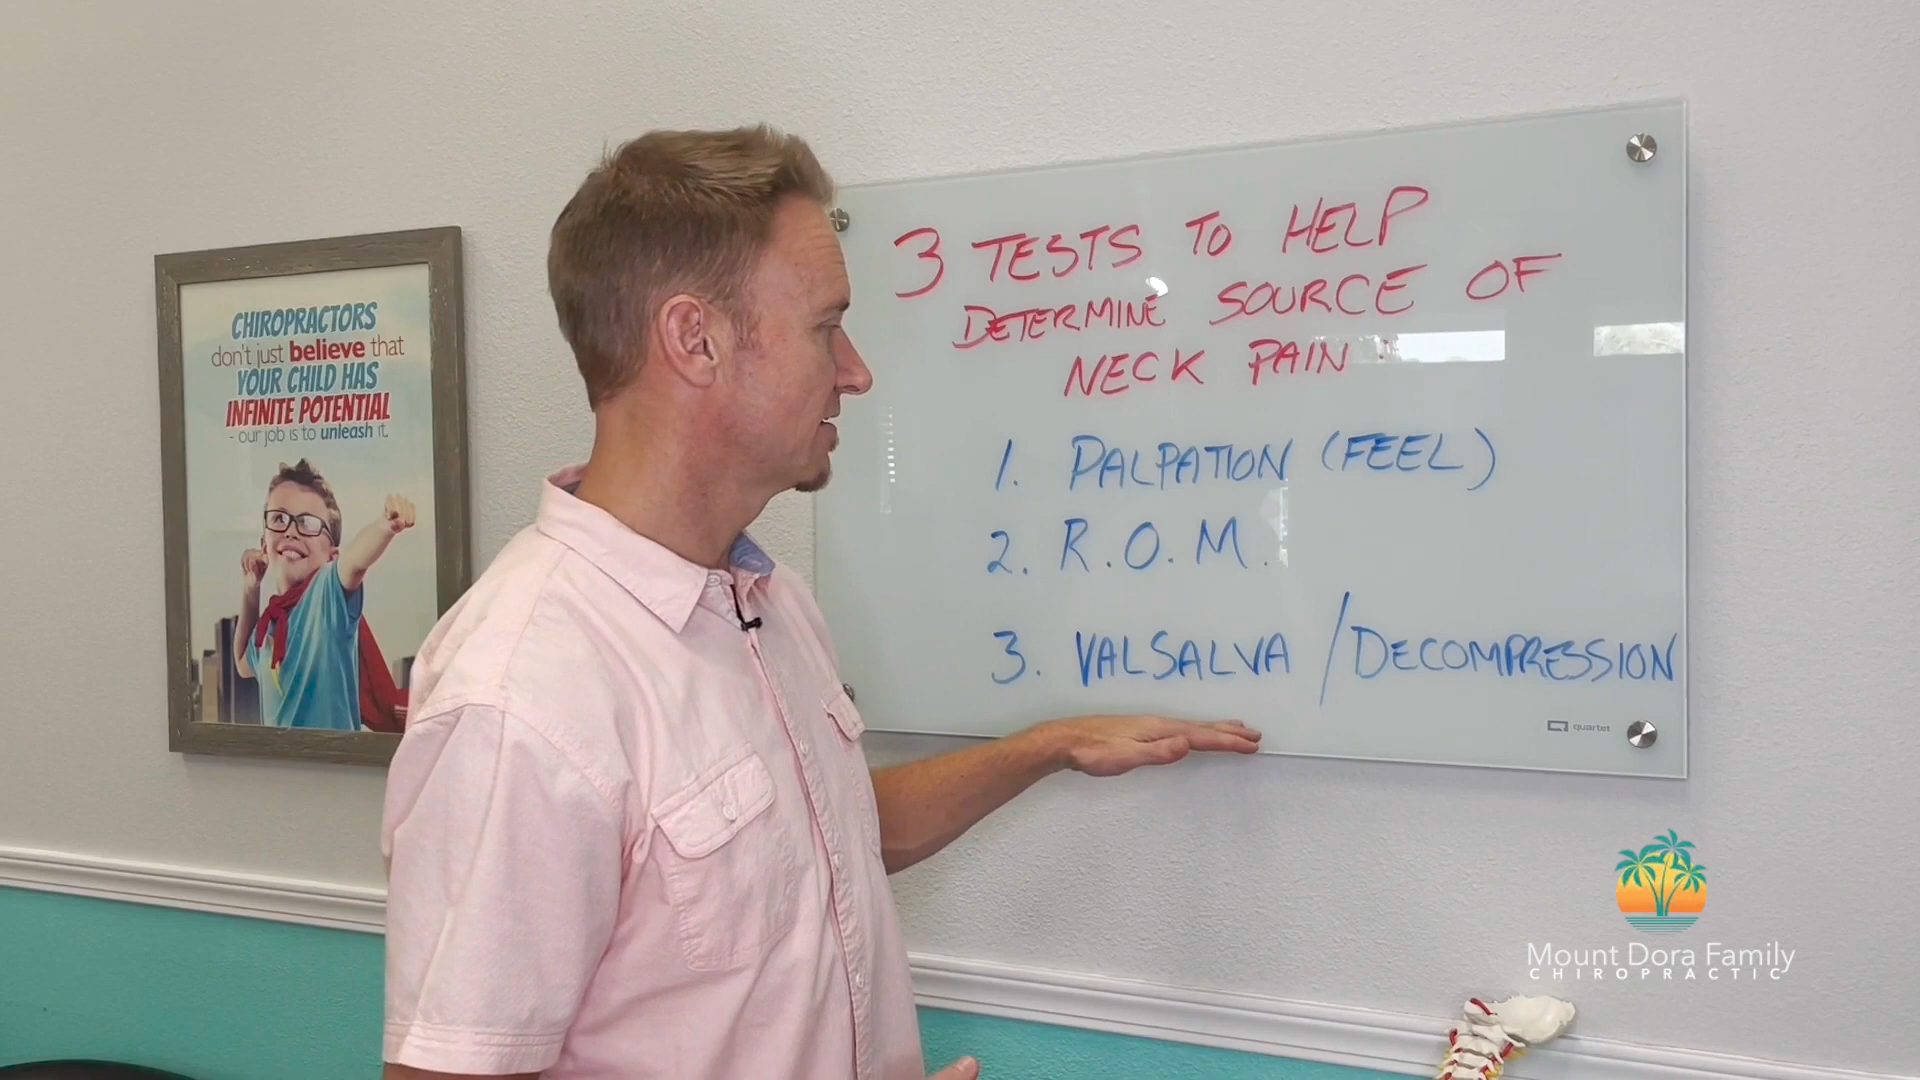 CHIROPRACTORS
don't just believe that
YOUR CHILD HAS
INFINITE POTENTIAL
- our job is to unleash it.
3 TESTS TO HELP
DETERMINE SOURCE OF
NECK PAIN:
1. PALPATION (FEEL)
2. R.O.M.
3. VALSALVA / DECOMPRESSION
quartet
Mount Dora Family
CHIROPRACTIC